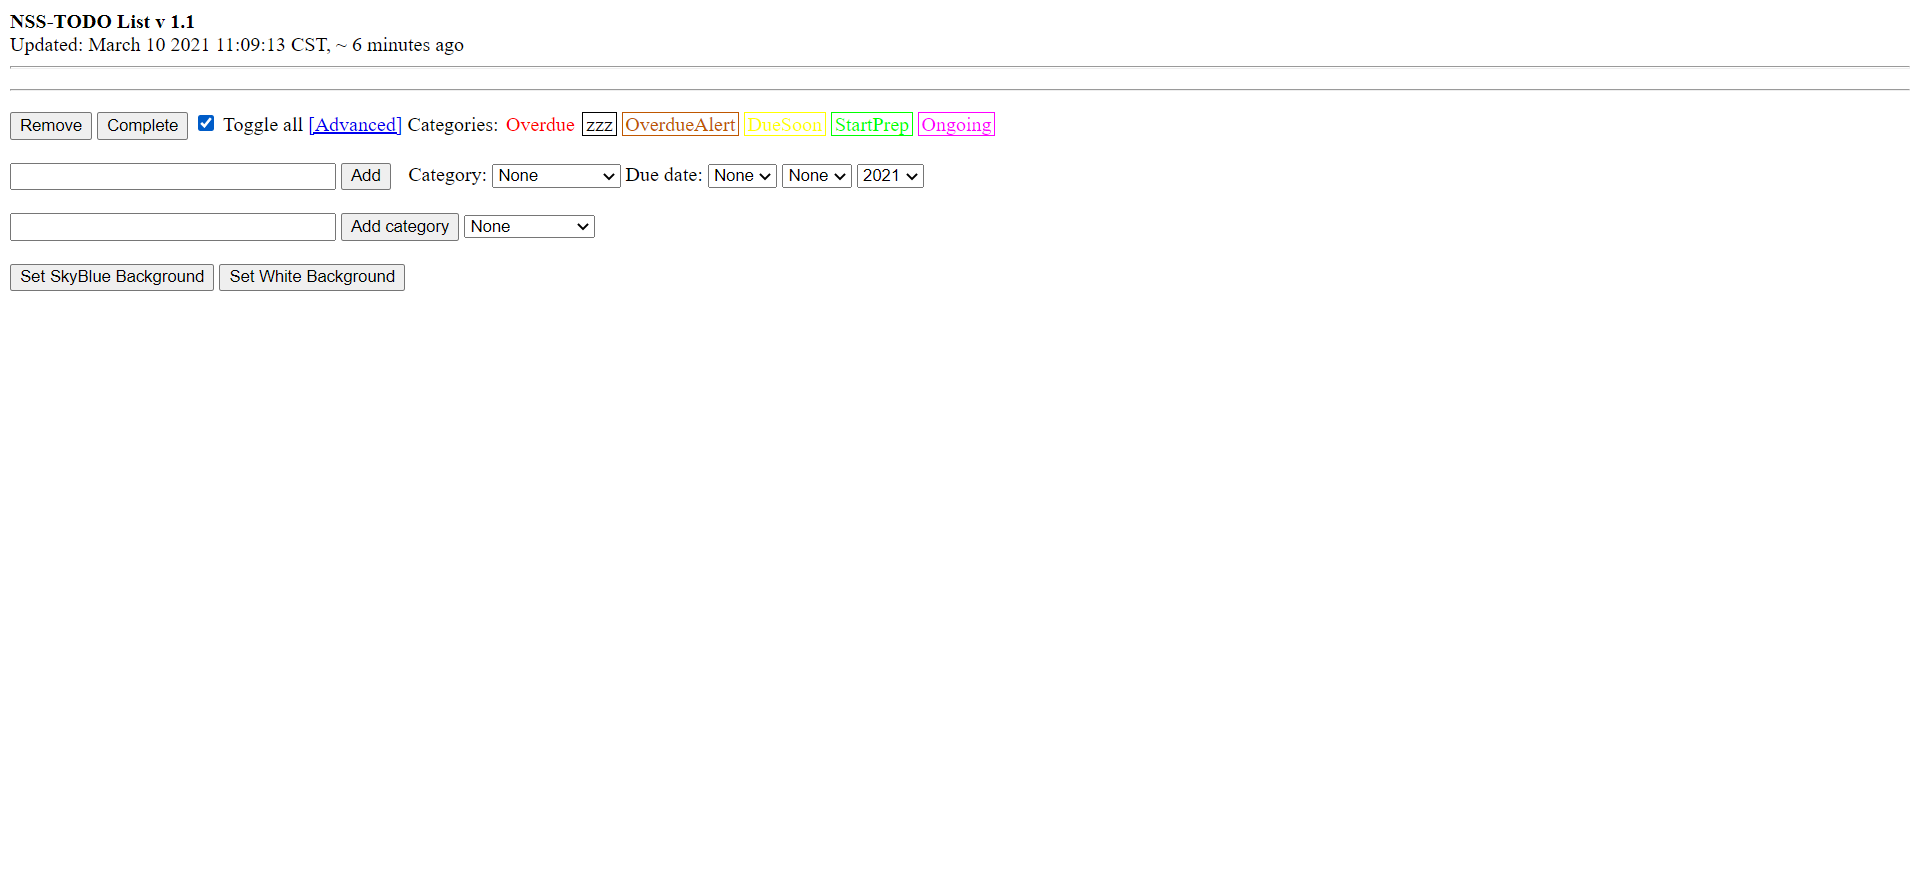 NSS-TODO List v 1.1
Updated: March 10 2021 11:09:13 CST, ~ 6 minutes ago
Remove Complete Toggle all [Advanced] Categories: Overdue zzz OverdueAlert DueSoon StartPrep Ongoing
Add Category: None Due date: None None 2021
Add category None
Set SkyBlue Background Set White Background